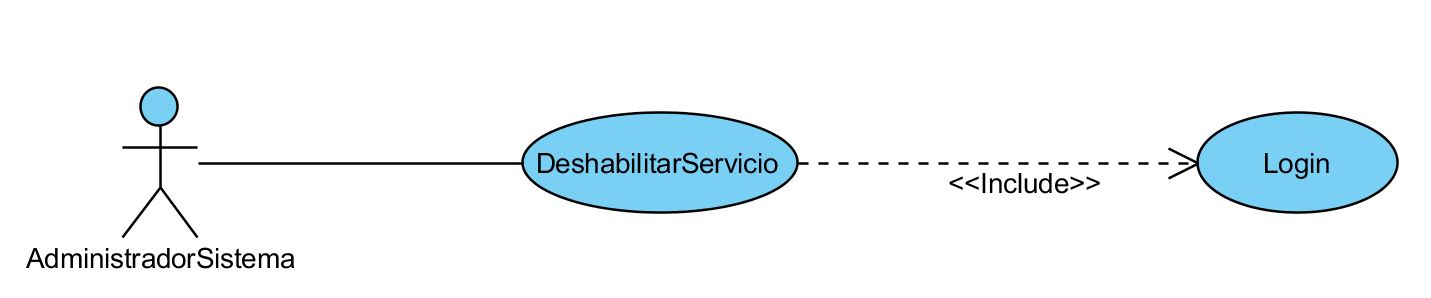 DeshabilitarServicio
Login
<<Include>>
AdministradorSistema